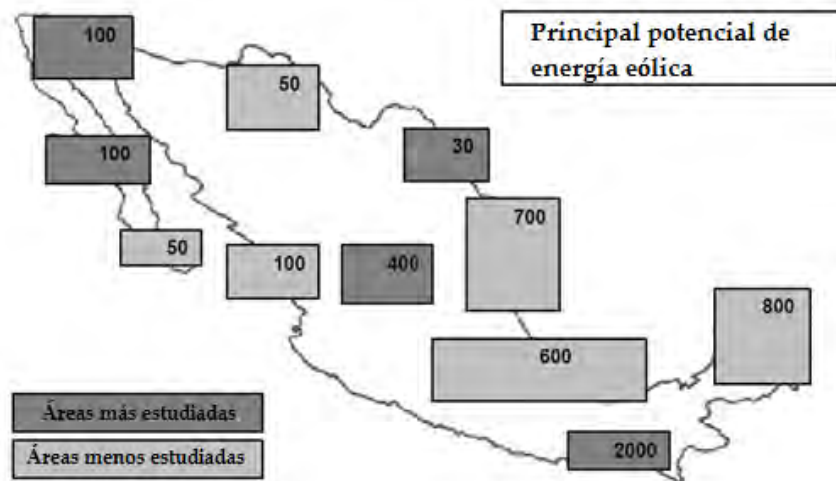 100
Principal potencial de
energía eólica
50
100
30
700
50
100
400
800
600
Áreas más estudiadas
Áreas menos estudiadas
2000